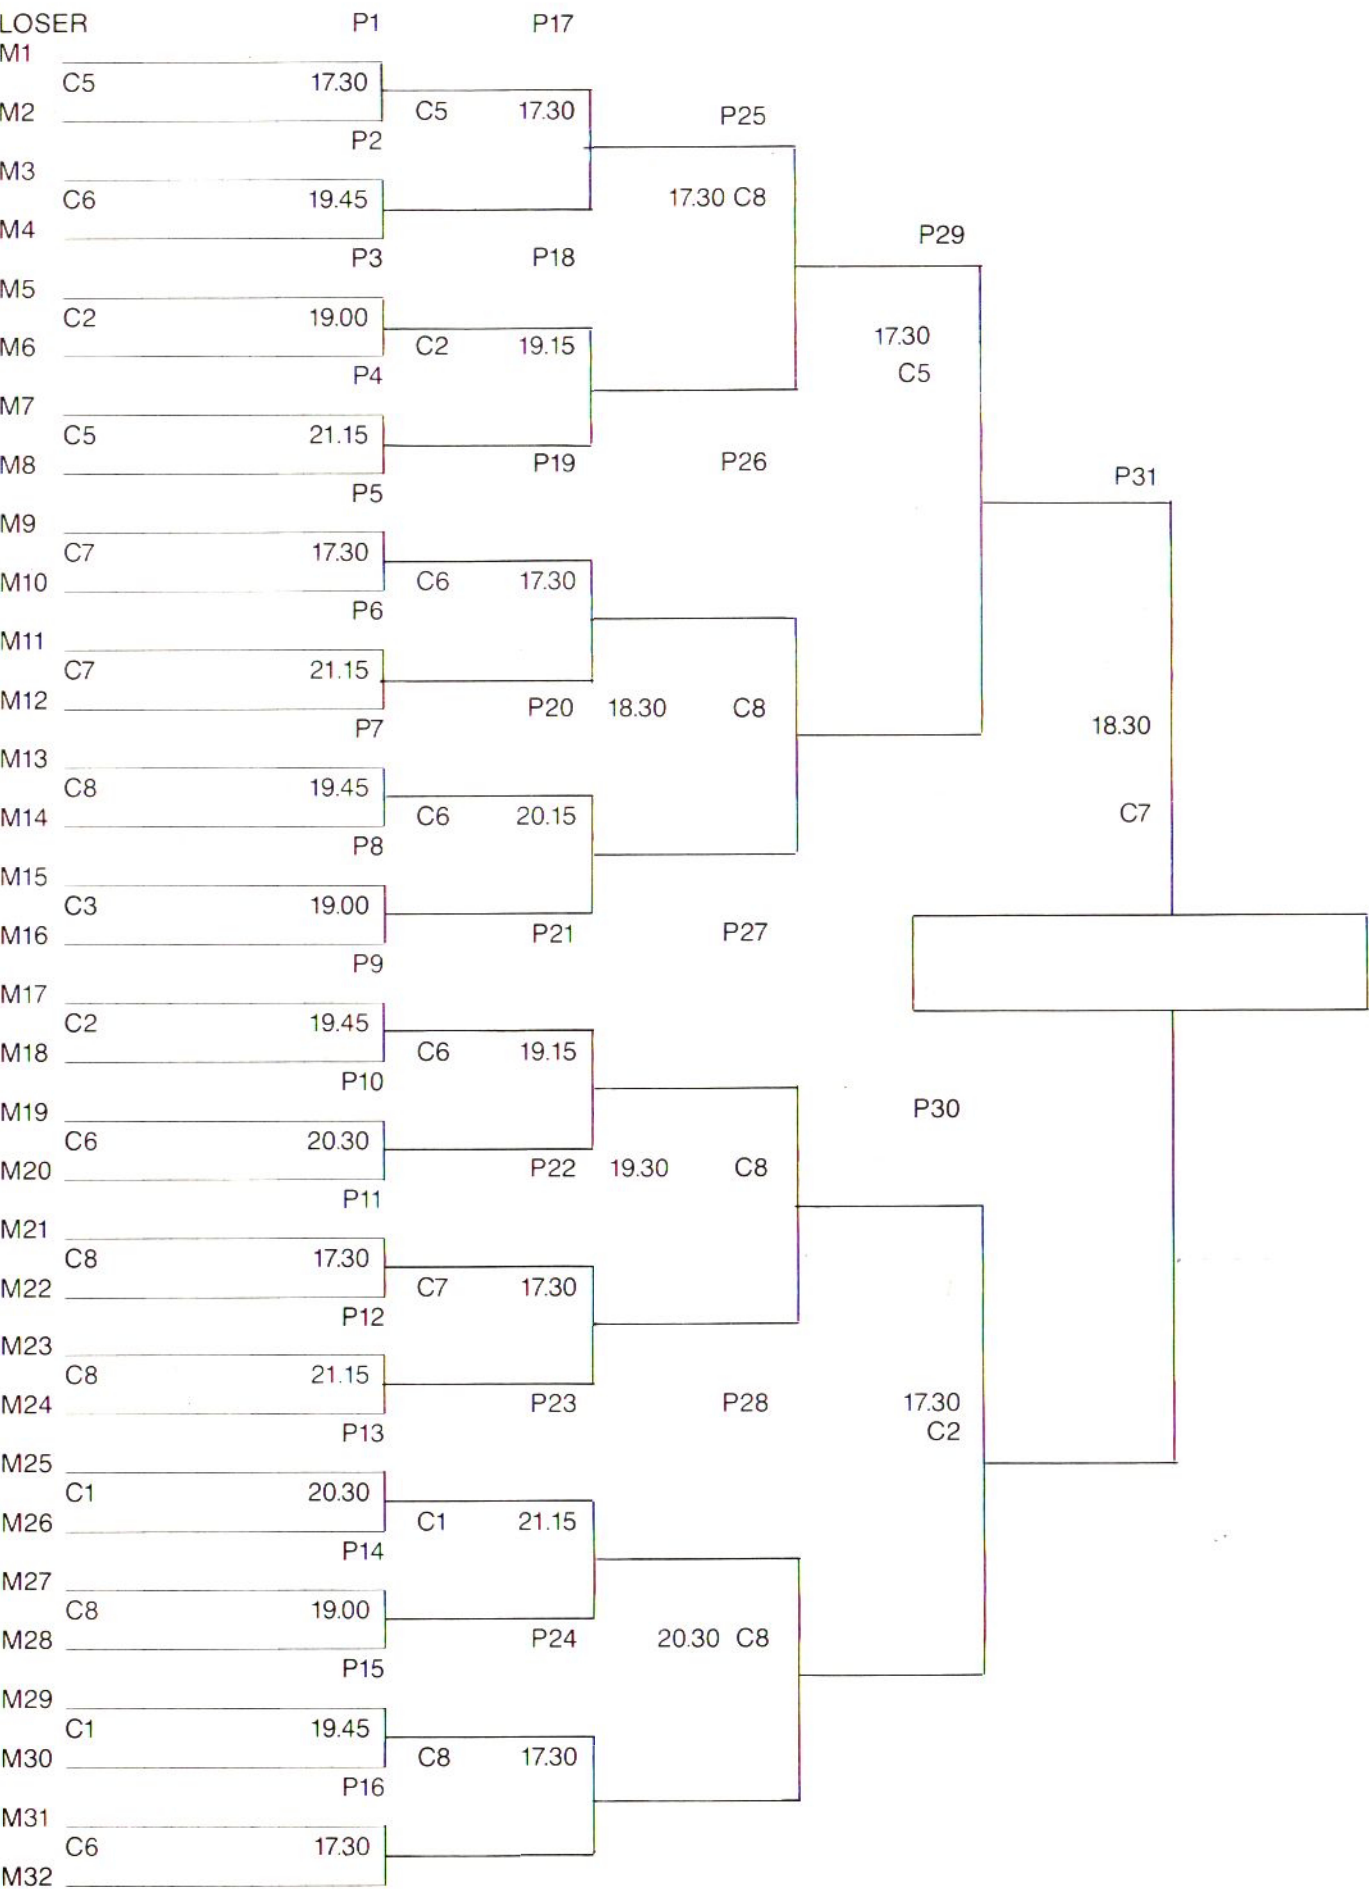 LOSER P1 P17
M1
C5 17.30
M2 C5 17.30 P25
P2
M3
C6 19.45 17.30 C8
M4 P29
P3 P18
M5
C2 19.00 17.30
M6 C2 19.15
P4 C5
M7
C5 21.15
M8 P19 P26
P31
P5
M9
C7 17.30
M10 C6 17.30
P6
M11
C7 21.15
M12 P20 18.30 C8
P7 18.30
M13
C8 19.45
M14 C6 20.15 C7
P8
M15
C3 19.00
M16 P21 P27
P9
M17
C2 19.45
M18 C6 19.15
P10
M19 P30
C6 20.30
M20 P22 19.30 C8
P11
M21
C8 17.30
M22 C7 17.30
P12
M23
C8 21.15
M24 P23 P28 17.30
P13 C2
M25
C1 20.30
M26 C1 21.15
P14
M27
C8 19.00
M28 P24 20.30 C8
P15
M29
C1 19.45
M30 C8 17.30
P16
M31
C6 17.30
M32